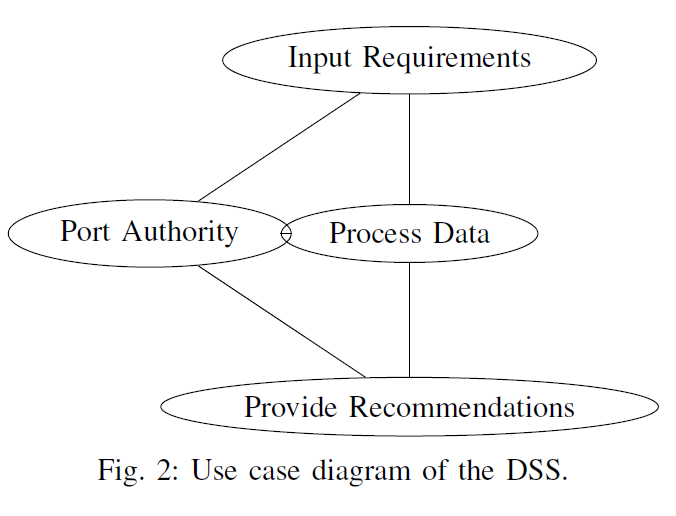 Input Requirements
Port Authority
Process Data
Provide Recommendations
Fig. 2: Use case diagram of the DSS.